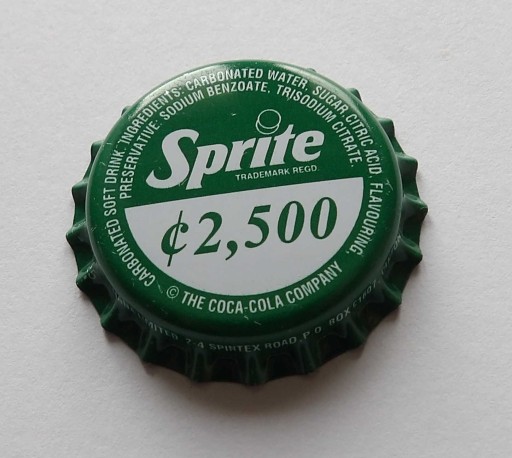 CARBONATED SOFT DRINK. INGREDIENTS: CARBONATED WATER, SUGAR, CITRIC ACID, FLAVOURING,
PRESERVATIVE: SODIUM BENZOATE, TRISODIUM CITRATE.
Sprite
TRADEMARK REGD.
¢2,500
© THE COCA-COLA COMPANY
SPINTEX ROAD, P.O. BOX